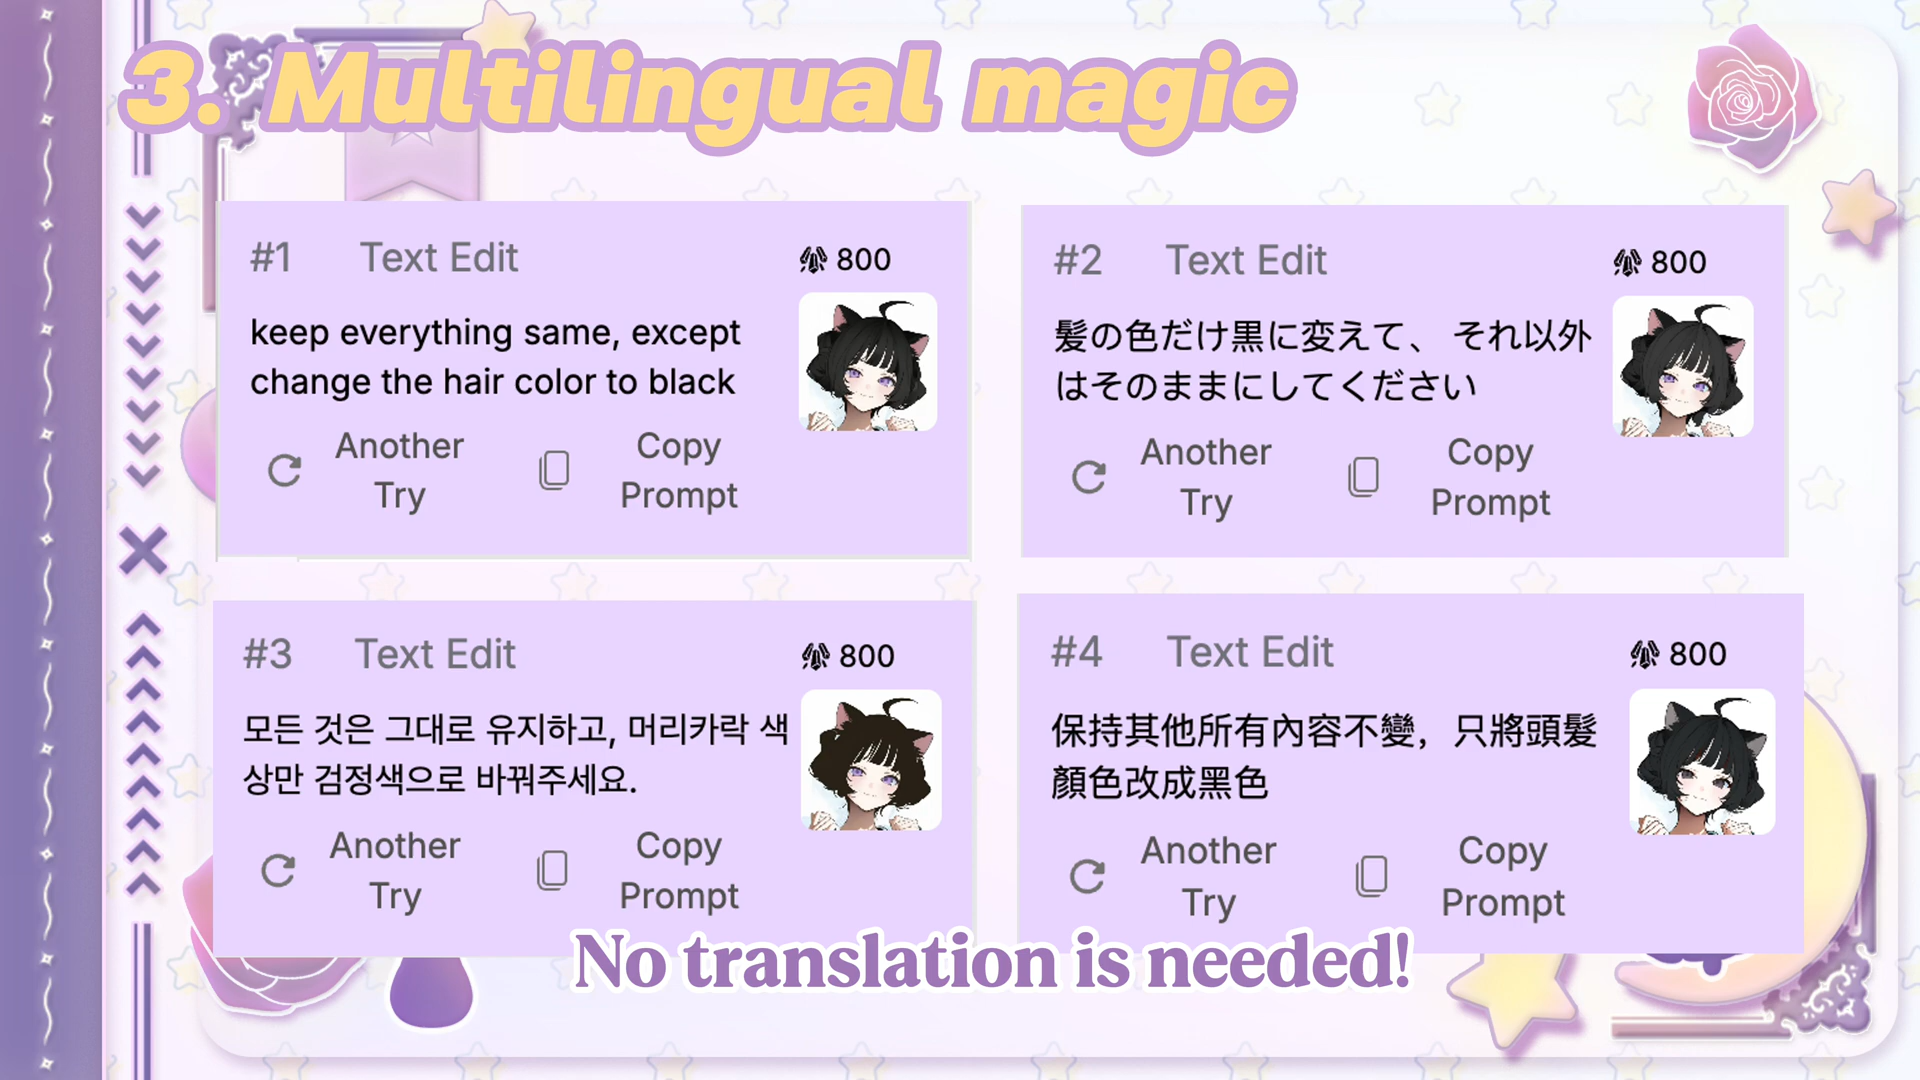 3. Multilingual magic
#1 Text Edit 800
keep everything same, except
change the hair color to black
Another
Try
Copy
Prompt
#2 Text Edit 800
髪の色だけ黒に変えて、 それ以外
はそのままにしてください
Another
Try
Copy
Prompt
#3 Text Edit 800
모든 것은 그대로 유지하고, 머리카락 색
상만 검정색으로 바꿔주세요.
Another
Try
Copy
Prompt
#4 Text Edit 800
保持其他所有內容不變，只將頭髮
顏色改成黑色
Another
Try
Copy
Prompt
No translation is needed!